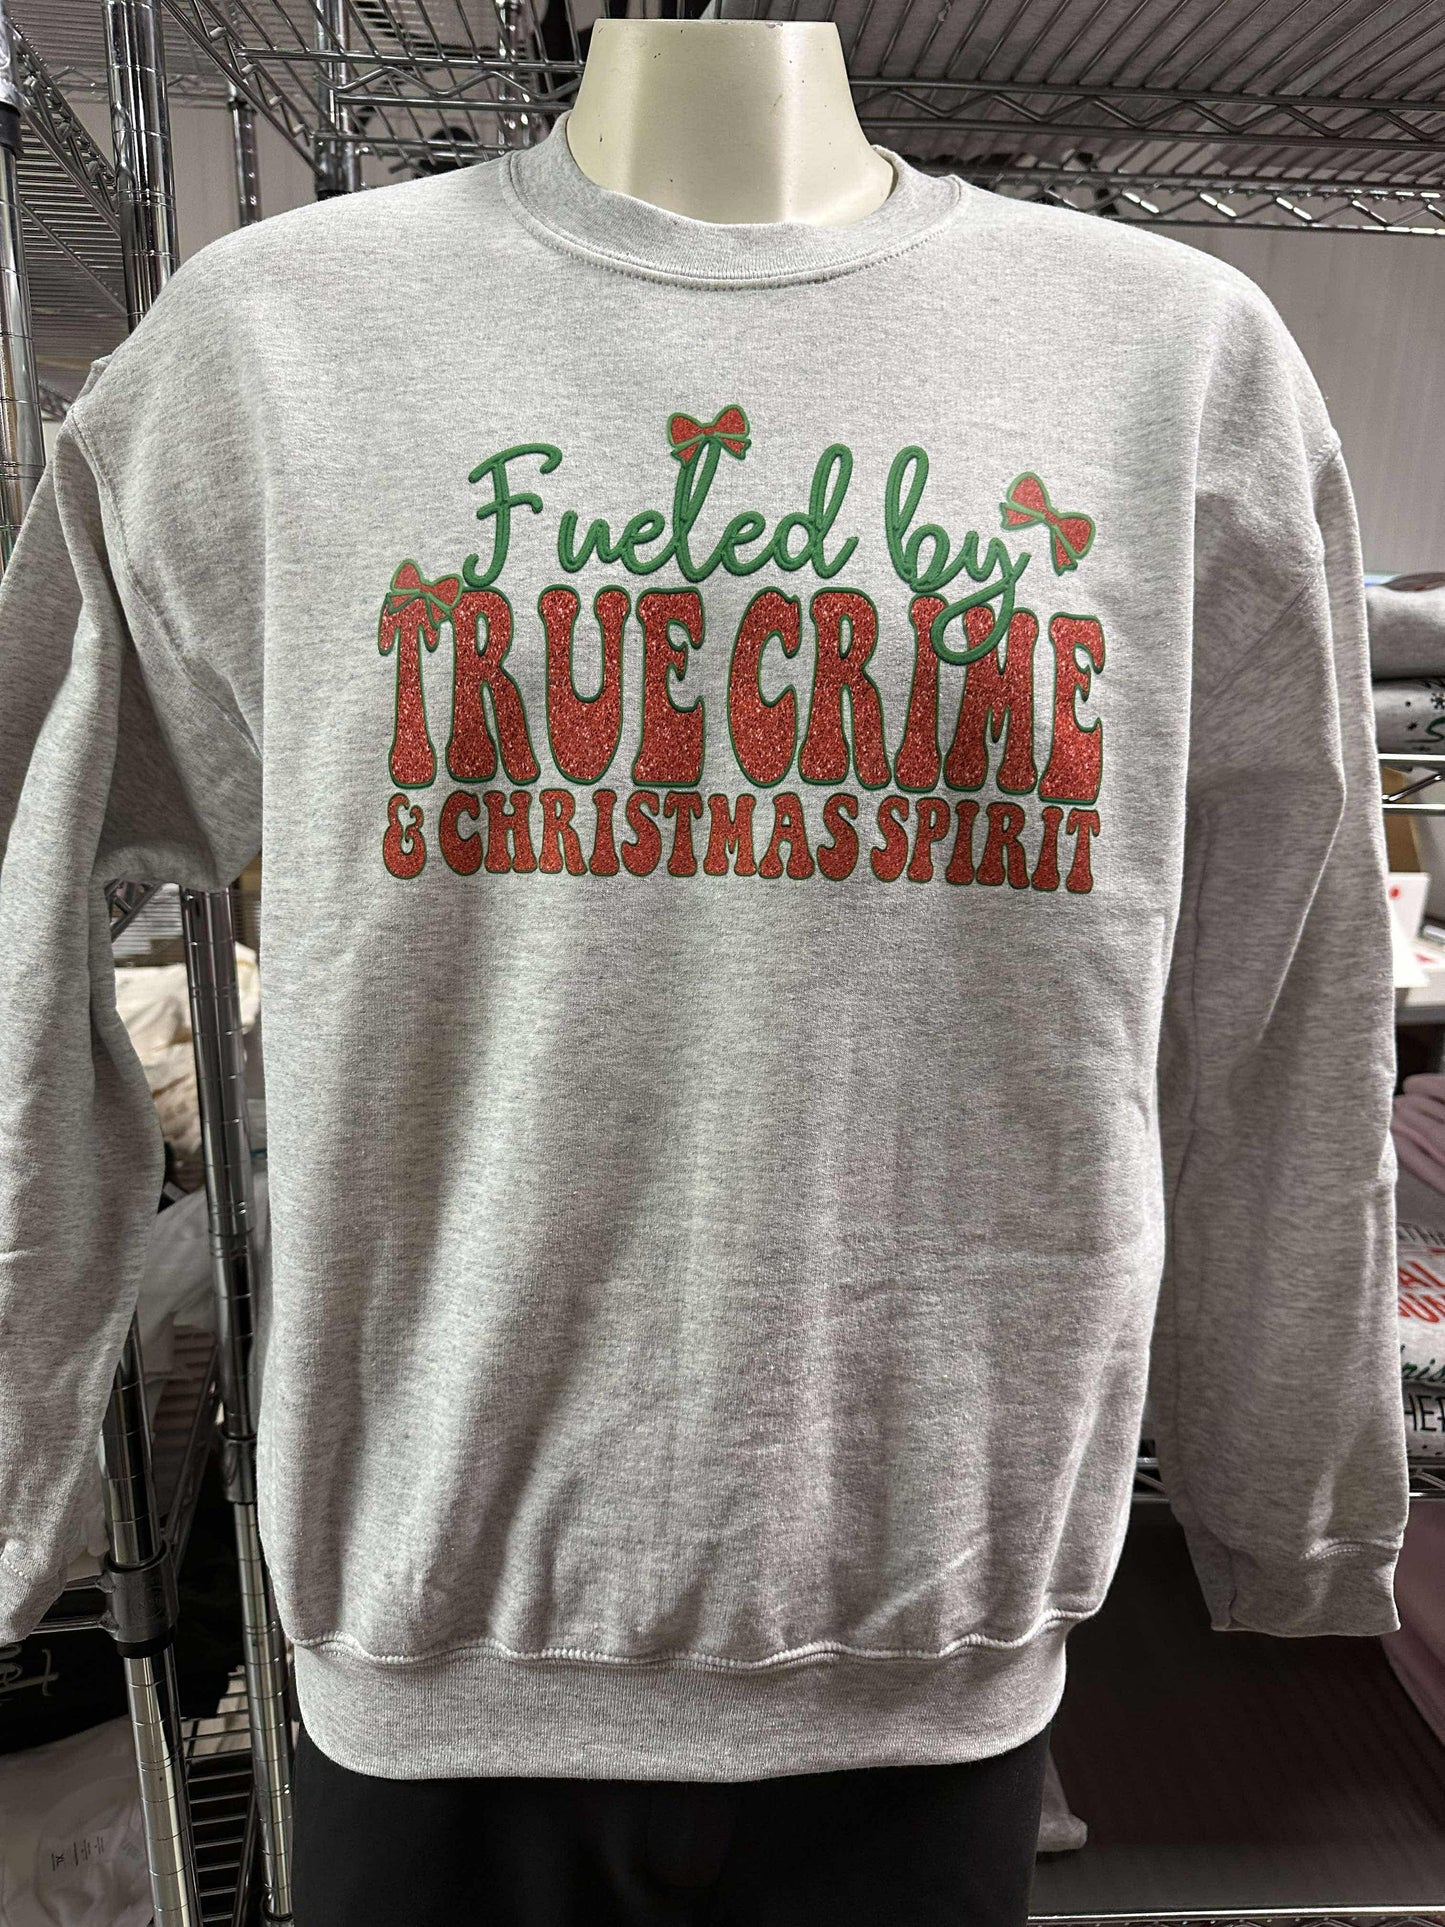 Fueled by
TRUE CRIME
& CHRISTMAS SPIRIT